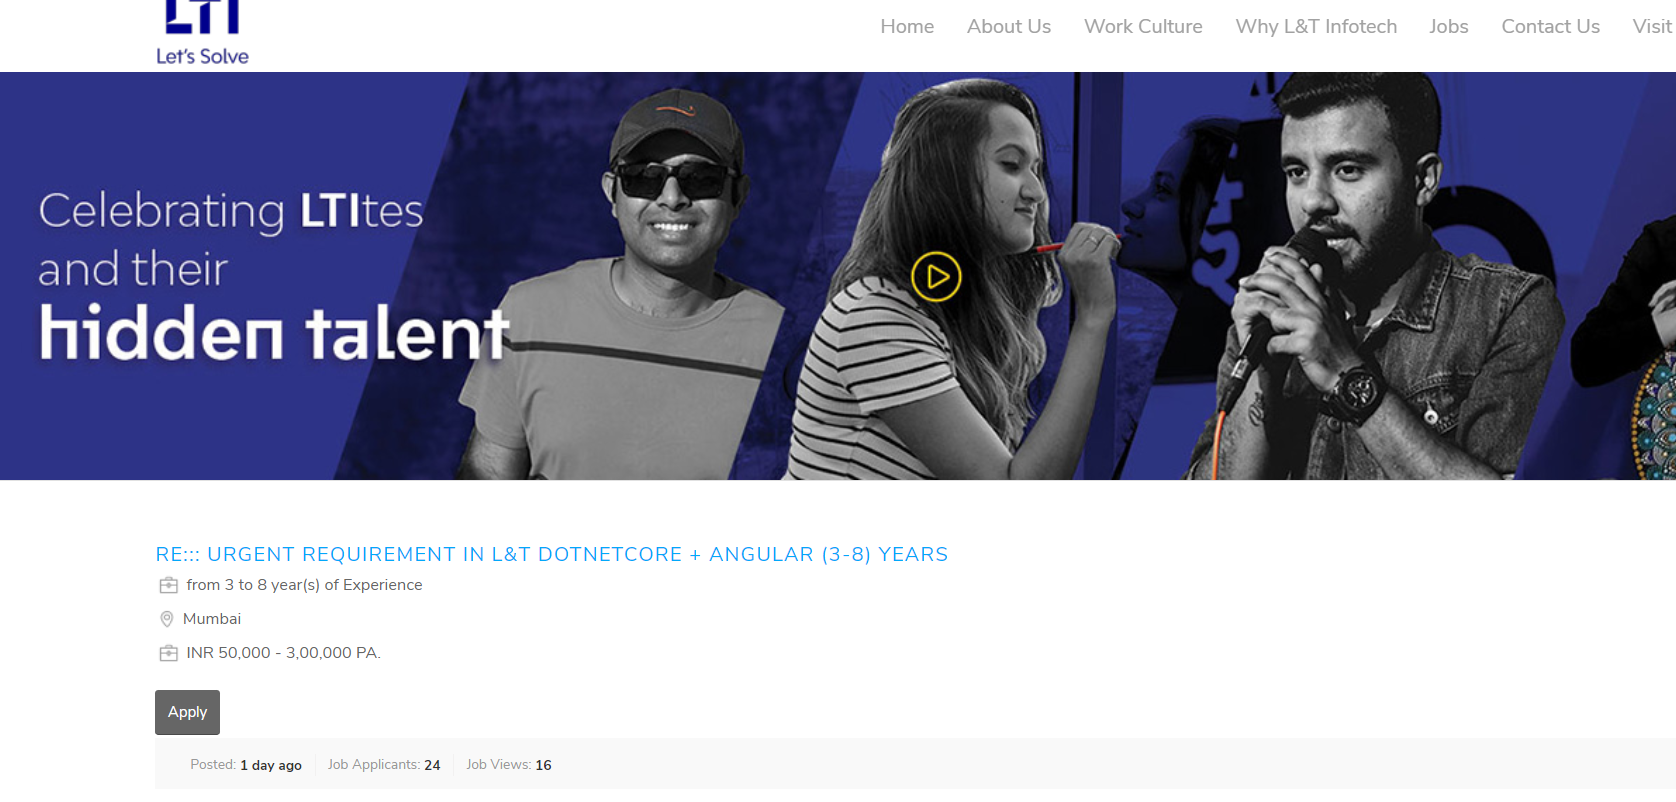 LTI
Let's Solve
Home About Us Work Culture Why L&T Infotech Jobs Contact Us Visit
Celebrating LTItes
and their
hidden talent
RE::: URGENT REQUIREMENT IN L&T DOTNETCORE + ANGULAR (3-8) YEARS
from 3 to 8 year(s) of Experience
Mumbai
INR 50,000 - 3,00,000 PA.
Apply
Posted: 1 day ago Job Applicants: 24 Job Views: 16